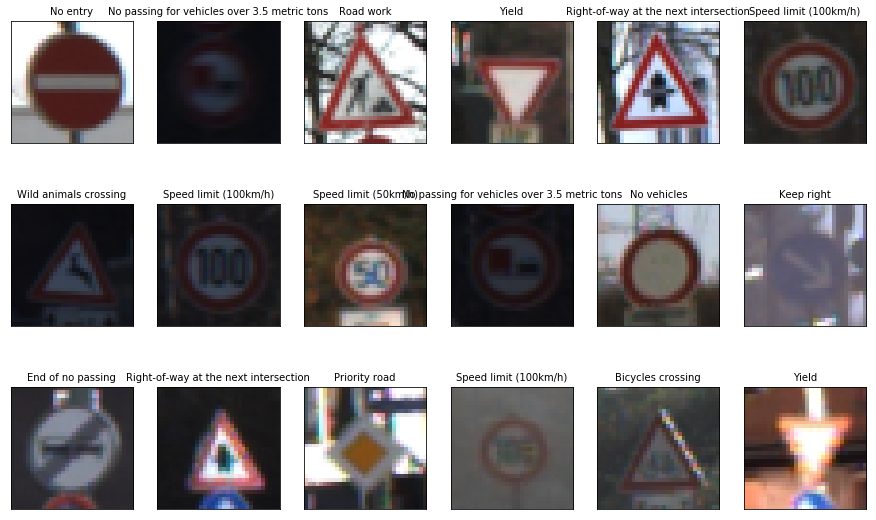 No entry
No passing for vehicles over 3.5 metric tons
Road work
Yield
Right-of-way at the next intersection
Speed limit (100km/h)
100
Wild animals crossing
Speed limit (100km/h)
Speed limit (50km/h)
No passing for vehicles over 3.5 metric tons
No vehicles
Keep right
100
50
End of no passing
Right-of-way at the next intersection
Priority road
Speed limit (100km/h)
Bicycles crossing
Yield